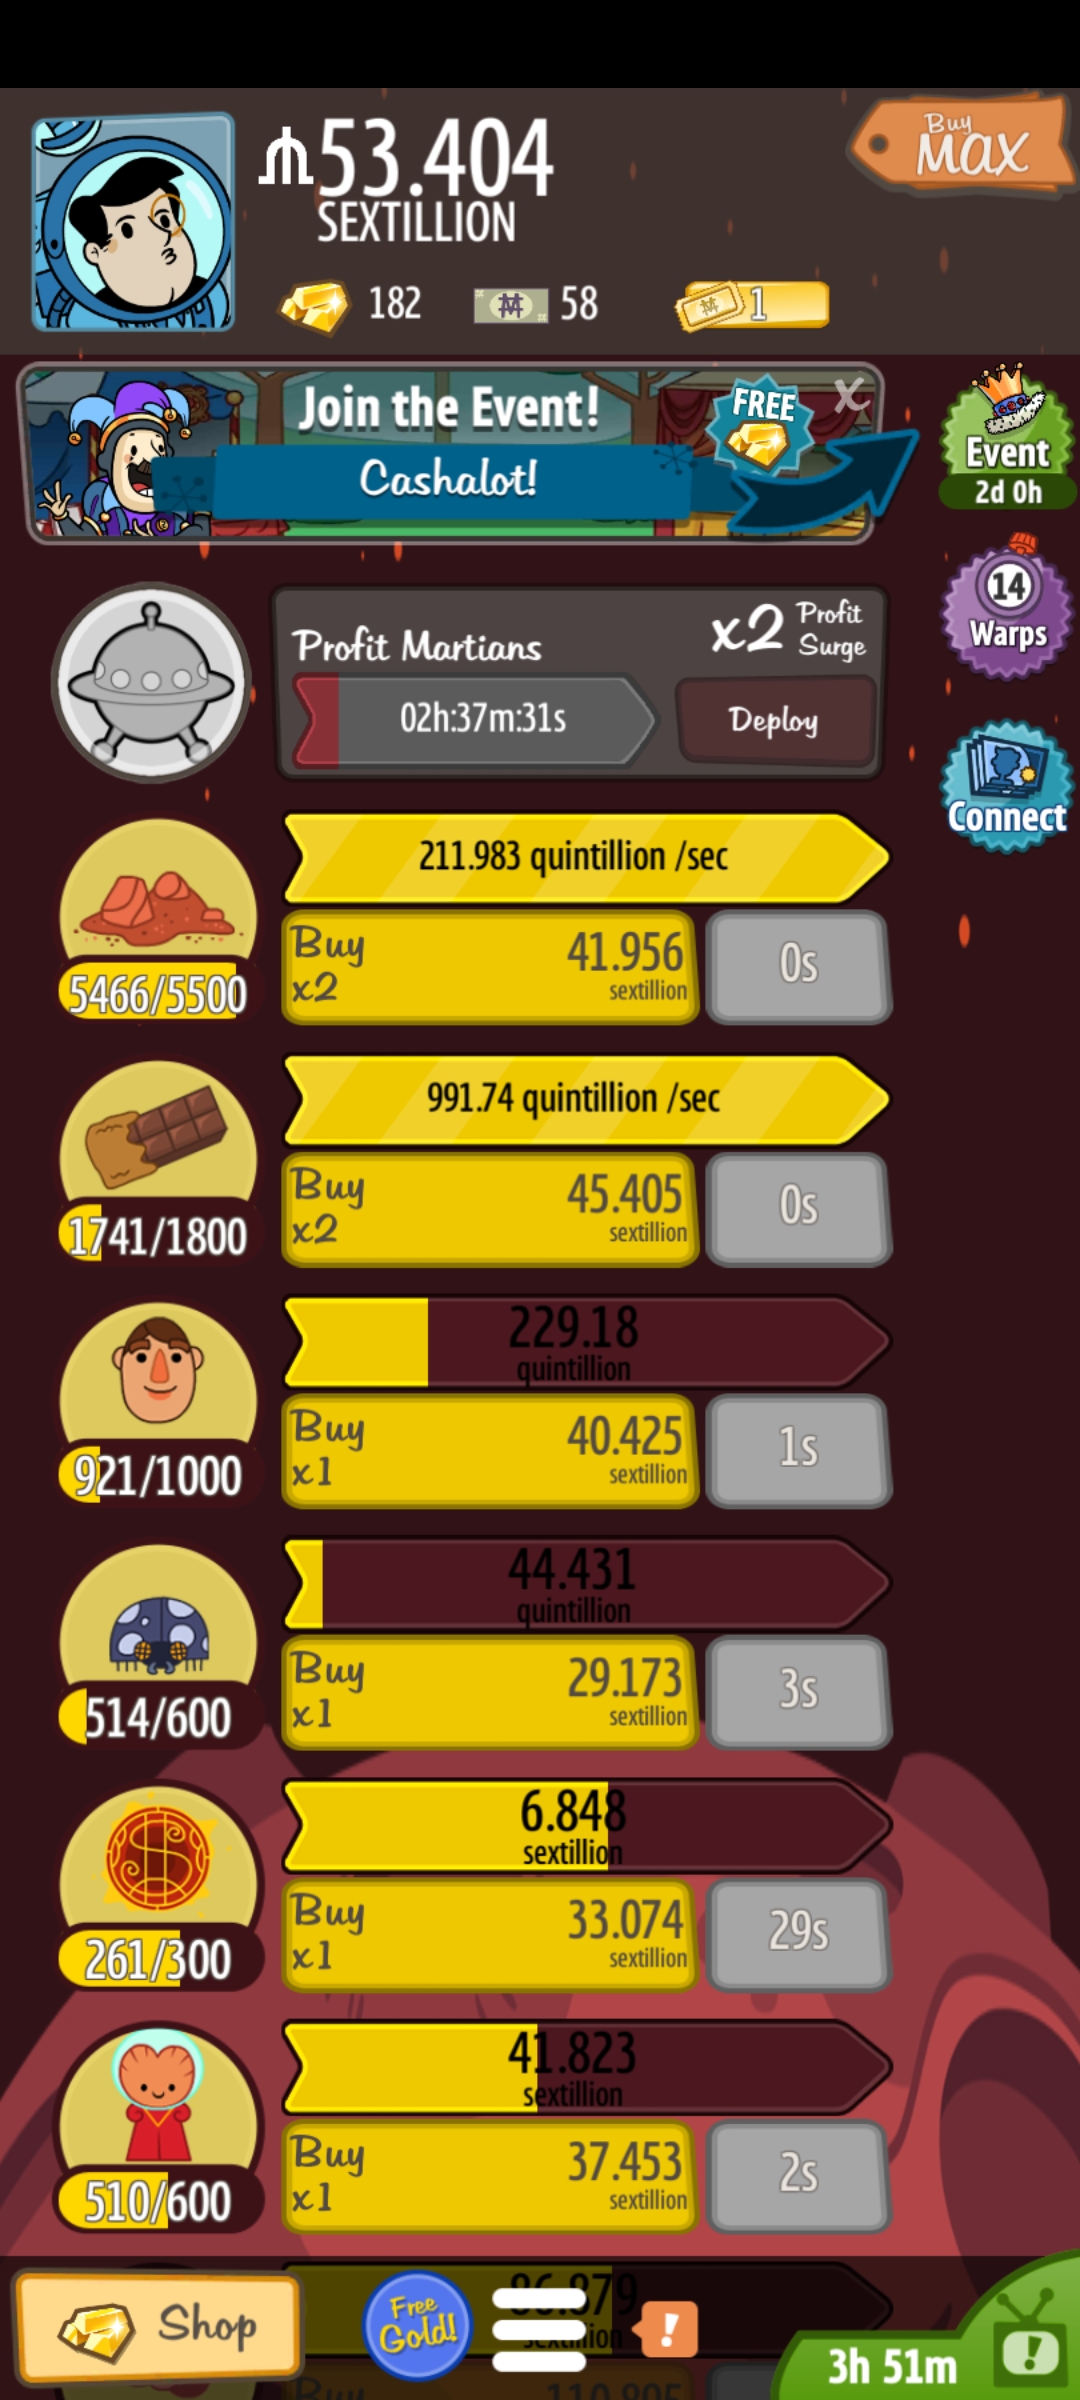 53.404
SEXTILLION
Buy
MAX
182
58
1
Join the Event!
FREE
X
Cashalot!
Event
2d 0h
14
Warps
Connect
Profit Martians
x2 Profit
Surge
02h:37m:31s
Deploy
211.983 quintillion /sec
5466/5500
Buy
x2
41.956
sextillion
0s
991.74 quintillion /sec
1741/1800
Buy
x2
45.405
sextillion
0s
229.18
quintillion
921/1000
Buy
x1
40.425
sextillion
1s
44.431
quintillion
514/600
Buy
x1
29.173
sextillion
3s
6.848
sextillion
261/300
Buy
x1
33.074
sextillion
29s
41.823
sextillion
510/600
Buy
x1
37.453
sextillion
2s
Shop
Free
Gold!
!
3h 51m
!
Buy